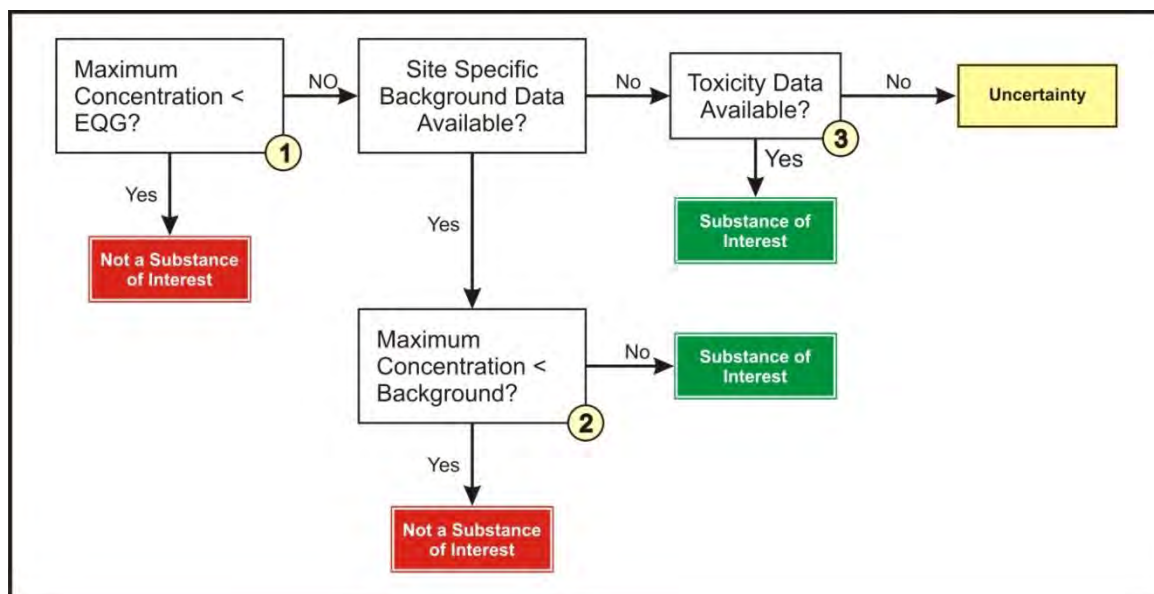 Maximum
Concentration <
EQG?
1
NO
Site Specific
Background Data
Available?
No
Toxicity Data
Available?
3
No
Uncertainty
Yes
Not a Substance
of Interest
Yes
Yes
Substance of
Interest
Maximum
Concentration <
Background?
2
No
Substance of
Interest
Yes
Not a Substance
of Interest